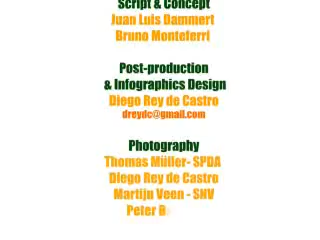 Script & Concept
Juan Luis Dammert
Bruno Monteferri
Post-production
& Infographics Design
Diego Rey de Castro
dreydc@gmail.com
Photography
Thomas Müller- SPDA
Diego Rey de Castro
Martijn Veen - SNV
Peter